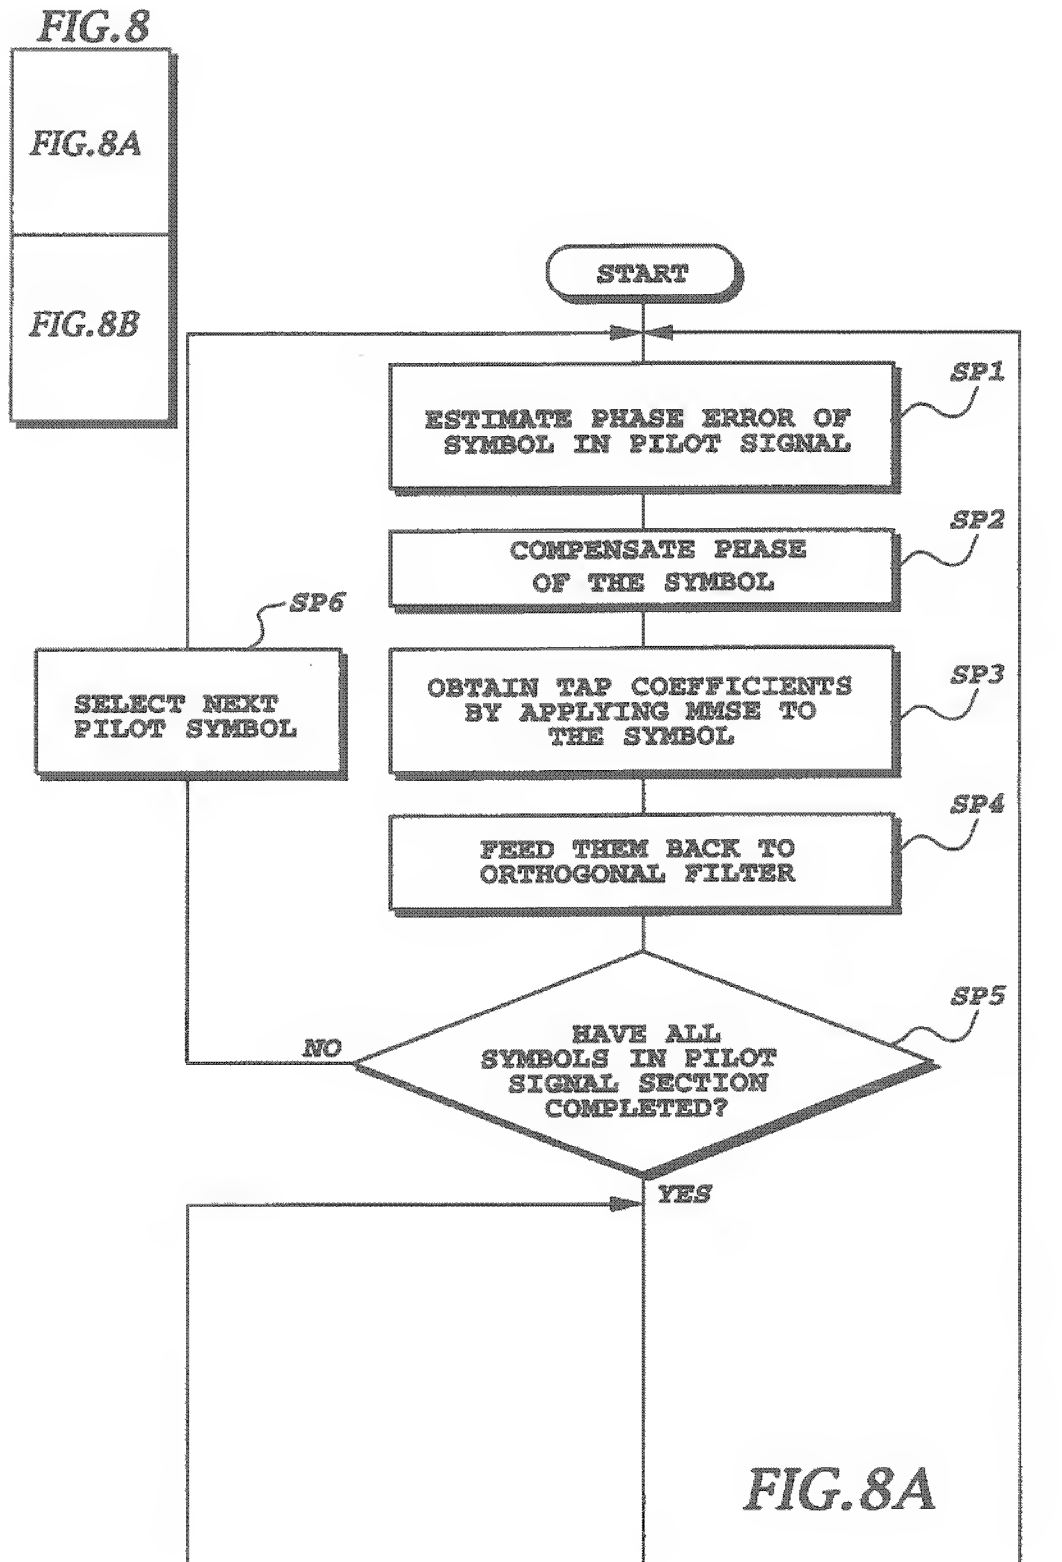 FIG.8
FIG.8A
FIG.8B
START
SP1
ESTIMATE PHASE ERROR OF
SYMBOL IN PILOT SIGNAL
SP2
COMPENSATE PHASE
OF THE SYMBOL
SP6
SELECT NEXT
PILOT SYMBOL
SP3
OBTAIN TAP COEFFICIENTS
BY APPLYING MMSE TO
THE SYMBOL
SP4
FEED THEM BACK TO
ORTHOGONAL FILTER
SP5
HAVE ALL
SYMBOLS IN PILOT
SIGNAL SECTION
COMPLETED?
NO
YES
FIG.8A